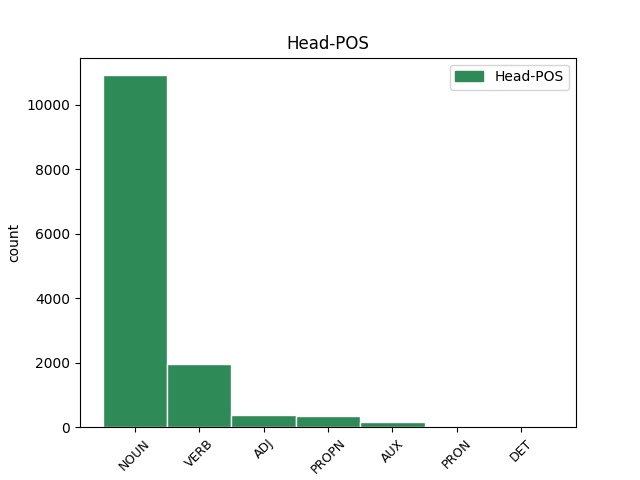 Head-POS
Head-POS
10000
8000
6000
4000
2000
0
count
NOUN
VERB
ADJ
PROPN
AUX
PRON
DET